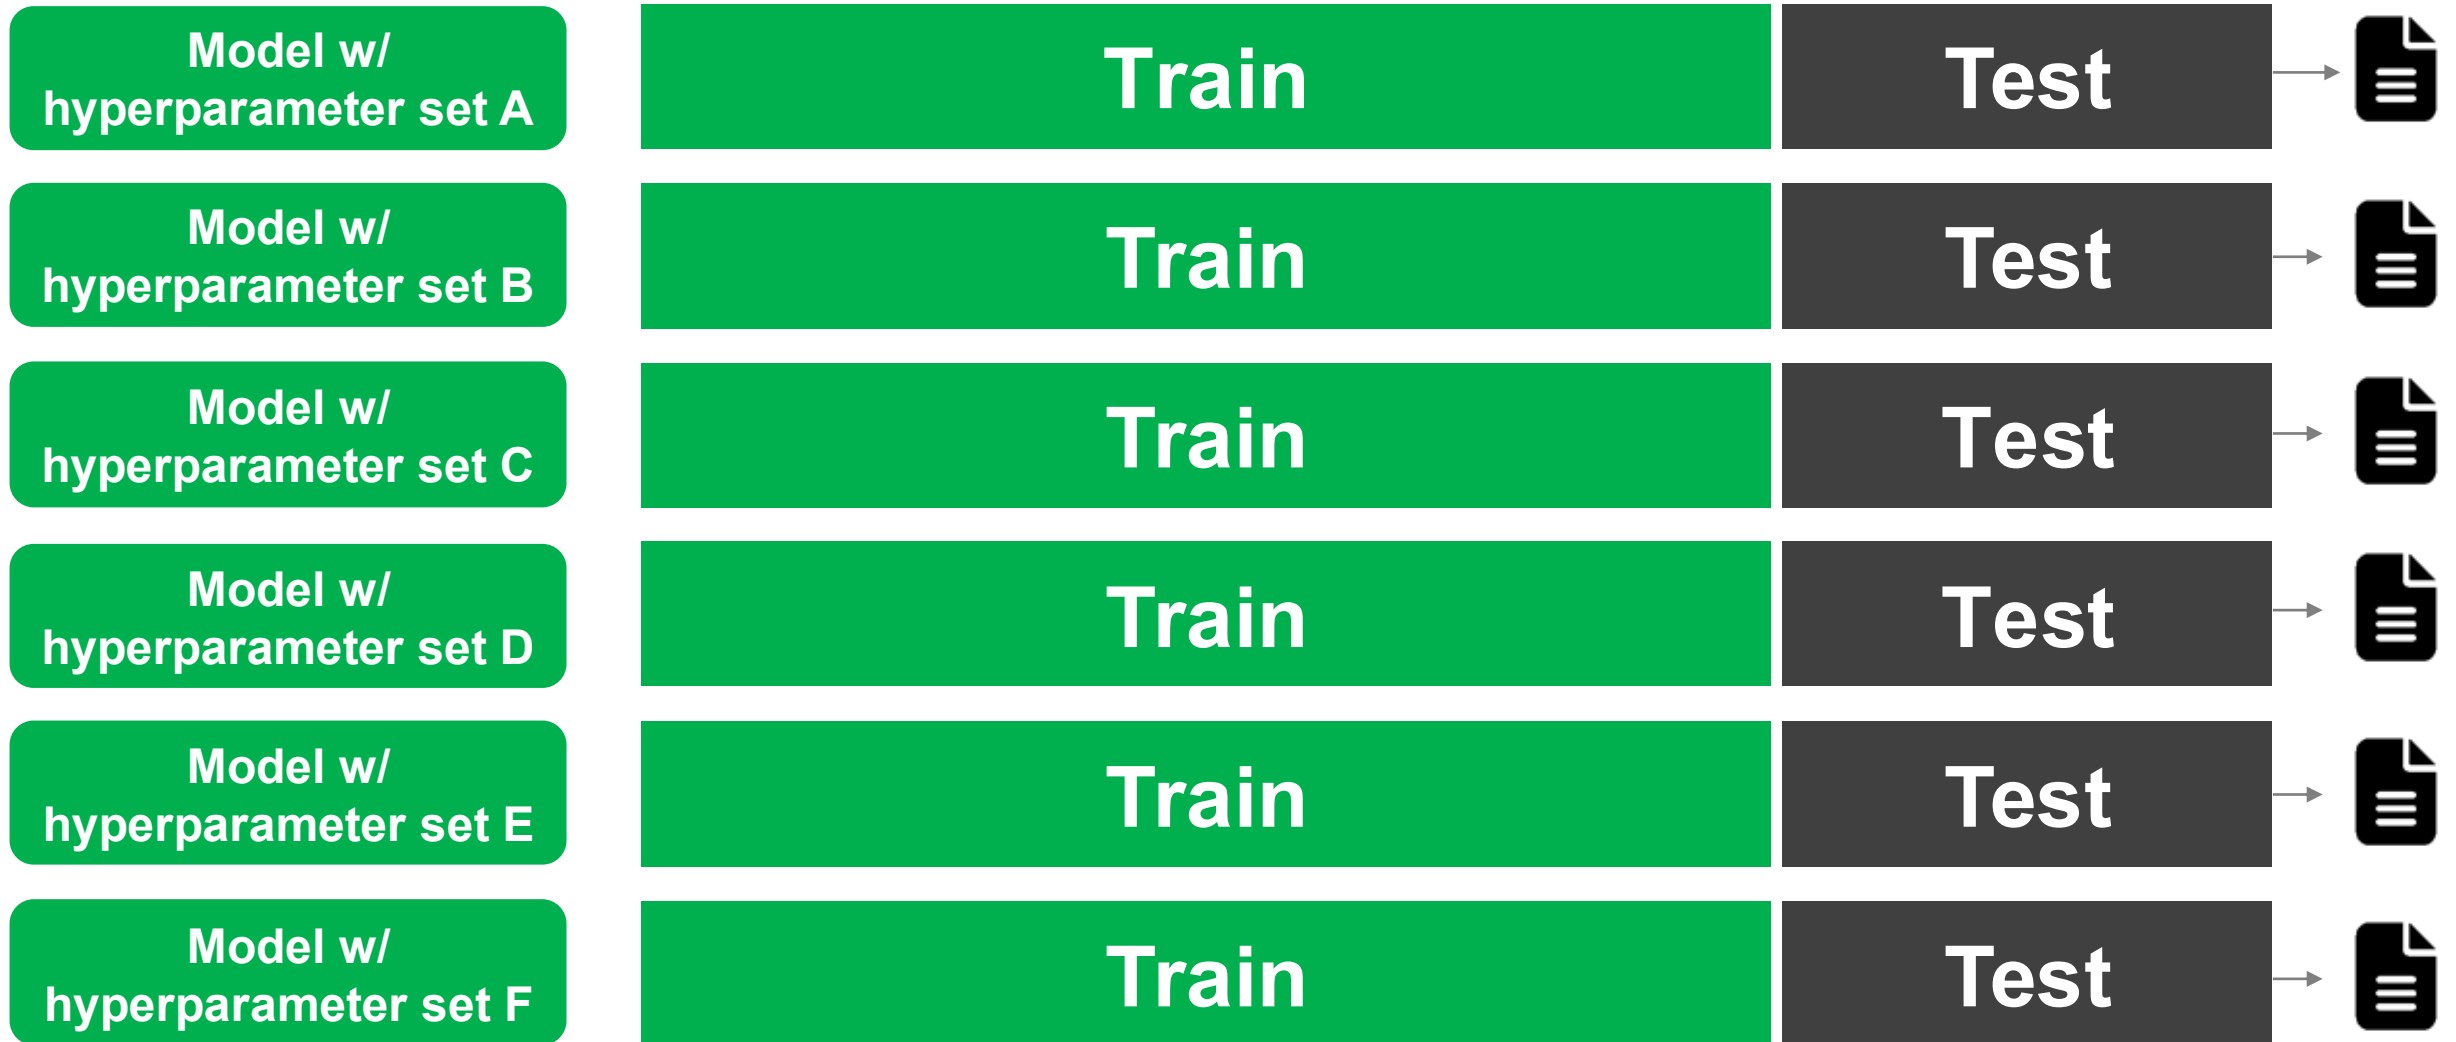 Model w/
hyperparameter set A
Train
Test
Model w/
hyperparameter set B
Train
Test
Model w/
hyperparameter set C
Train
Test
Model w/
hyperparameter set D
Train
Test
Model w/
hyperparameter set E
Train
Test
Model w/
hyperparameter set F
Train
Test